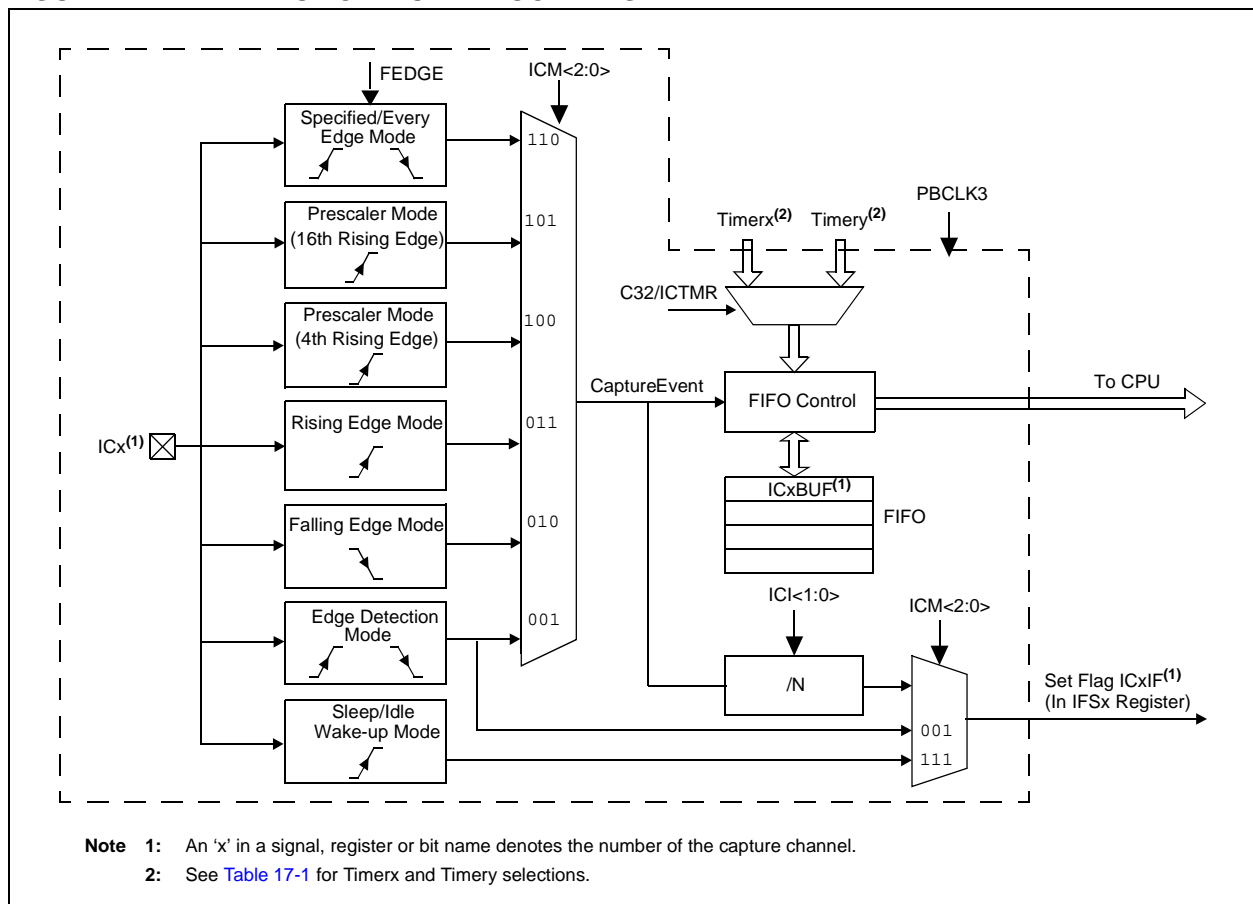 FEDGE
ICM<2:0>
Specified/Every
Edge Mode
110
PBCLK3
Prescaler Mode
(16th Rising Edge)
101
Timerx(2)
Timery(2)
C32/ICTMR
Prescaler Mode
(4th Rising Edge)
100
CaptureEvent
FIFO Control
To CPU
ICx(1)
Rising Edge Mode
011
ICxBUF(1)
FIFO
Falling Edge Mode
010
ICI<1:0>
ICM<2:0>
Edge Detection
Mode
001
/N
Set Flag ICxIF(1)
(In IFSx Register)
Sleep/Idle
Wake-up Mode
001
111
Note 1: An ‘x’ in a signal, register or bit name denotes the number of the capture channel.
2: See Table 17-1 for Timerx and Timery selections.